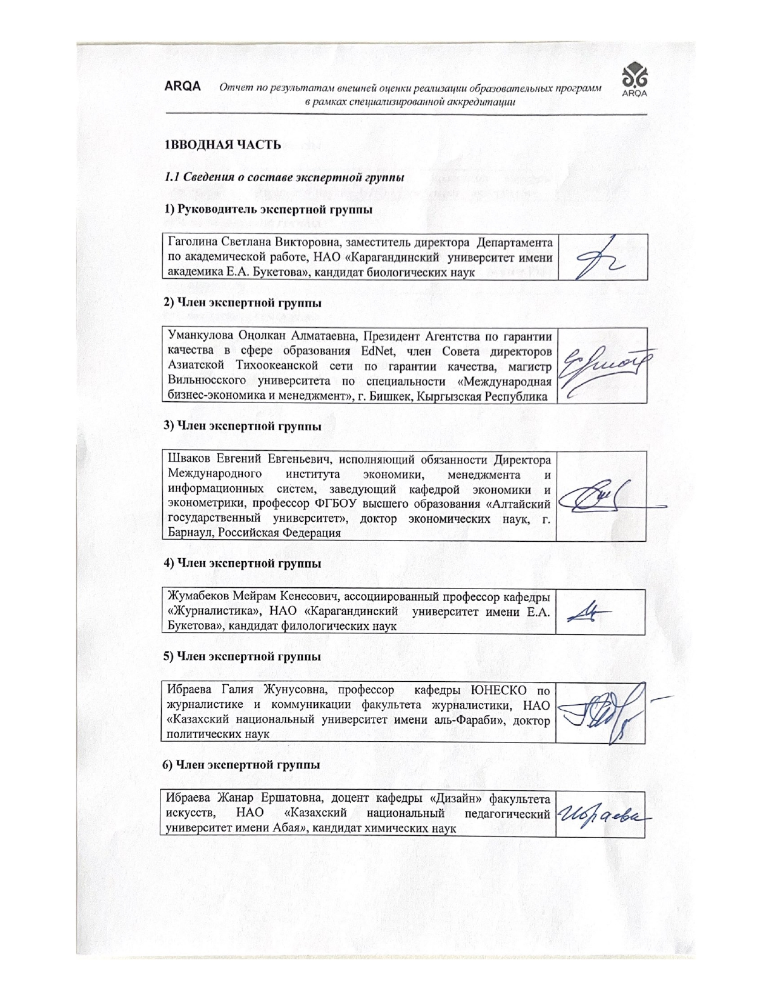 ARQA Отчет по результатам внешней оценки реализации образовательных программ
в рамках специализированной аккредитации
ARQA
1ВВОДНАЯ ЧАСТЬ
1.1 Сведения о составе экспертной группы
1) Руководитель экспертной группы
Гаголина Светлана Викторовна, заместитель директора Департамента
по академической работе, НАО «Карагандинский университет имени
академика Е.А. Букетова», кандидат биологических наук
2) Член экспертной группы
Уманкулова Оңолкан Алматаевна, Президент Агентства по гарантии
качества в сфере образования EdNet, член Совета директоров
Азиатской Тихоокеанской сети по гарантии качества, магистр
Вильнюсского университета по специальности «Международная
бизнес-экономика и менеджмент», г. Бишкек, Кыргызская Республика
3) Член экспертной группы
Шваков Евгений Евгеньевич, исполняющий обязанности Директора
Международного института экономики, менеджмента и
информационных систем, заведующий кафедрой экономики и
эконометрики, профессор ФГБОУ высшего образования «Алтайский
государственный университет», доктор экономических наук, г.
Барнаул, Российская Федерация
4) Член экспертной группы
Жумабеков Мейрам Кенесович, ассоциированный профессор кафедры
«Журналистика», НАО «Карагандинский университет имени Е.А.
Букетова», кандидат филологических наук
5) Член экспертной группы
Ибраева Галия Жунусовна, профессор кафедры ЮНЕСКО по
журналистике и коммуникации факультета журналистики, НАО
«Казахский национальный университет имени аль-Фараби», доктор
политических наук
6) Член экспертной группы
Ибраева Жанар Ершатовна, доцент кафедры «Дизайн» факультета
искусств, НАО «Казахский национальный педагогический
университет имени Абая», кандидат химических наук
Ибраева